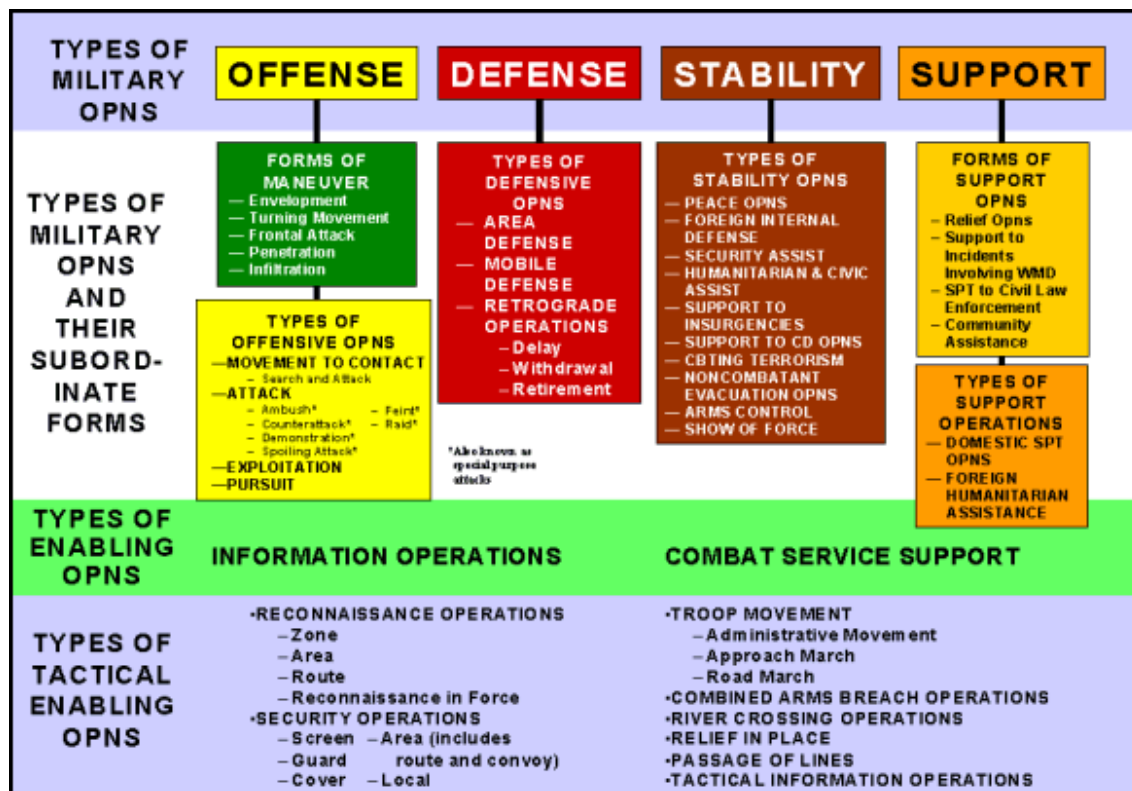 TYPES OF
MILITARY
OPNS
OFFENSE
DEFENSE
STABILITY
SUPPORT
TYPES OF
MILITARY
OPNS
AND
THEIR
SUBORD-
INATE
FORMS
FORMS OF
MANEUVER
— Envelopment
— Turning Movement
— Frontal Attack
— Penetration
— Infiltration
TYPES OF
OFFENSIVE OPNS
—MOVEMENT TO CONTACT
– Search and Attack
—ATTACK
– Ambush* – Feint*
– Counterattack* – Raid*
– Demonstration*
– Spoiling Attack*
—EXPLOITATION
—PURSUIT
TYPES OF
DEFENSIVE
OPNS
— AREA
DEFENSE
— MOBILE
DEFENSE
— RETROGRADE
OPERATIONS
– Delay
– Withdrawal
– Retirement
*Also known as
special purpose
attacks
TYPES OF
STABILITY OPNS
— PEACE OPNS
— FOREIGN INTERNAL
DEFENSE
— SECURITY ASSIST
— HUMANITARIAN & CIVIC
ASSIST
— SUPPORT TO
INSURGENCIES
— SUPPORT TO CD OPNS
— CBTING TERRORISM
— NONCOMBATANT
EVACUATION OPNS
— ARMS CONTROL
— SHOW OF FORCE
FORMS OF
SUPPORT
OPNS
– Relief Opns
– Support to
Incidents
Involving WMD
– SPT to Civil Law
Enforcement
– Community
Assistance
TYPES OF
SUPPORT
OPERATIONS
— DOMESTIC SPT
OPNS
— FOREIGN
HUMANITARIAN
ASSISTANCE
TYPES OF
ENABLING
OPNS
INFORMATION OPERATIONS
COMBAT SERVICE SUPPORT
TYPES OF
TACTICAL
ENABLING
OPNS
•RECONNAISSANCE OPERATIONS
– Zone
– Area
– Route
– Reconnaissance in Force
•SECURITY OPERATIONS
– Screen – Area (includes
– Guard route and convoy)
– Cover – Local
•TROOP MOVEMENT
– Administrative Movement
– Approach March
– Road March
•COMBINED ARMS BREACH OPERATIONS
•RIVER CROSSING OPERATIONS
•RELIEF IN PLACE
•PASSAGE OF LINES
•TACTICAL INFORMATION OPERATIONS